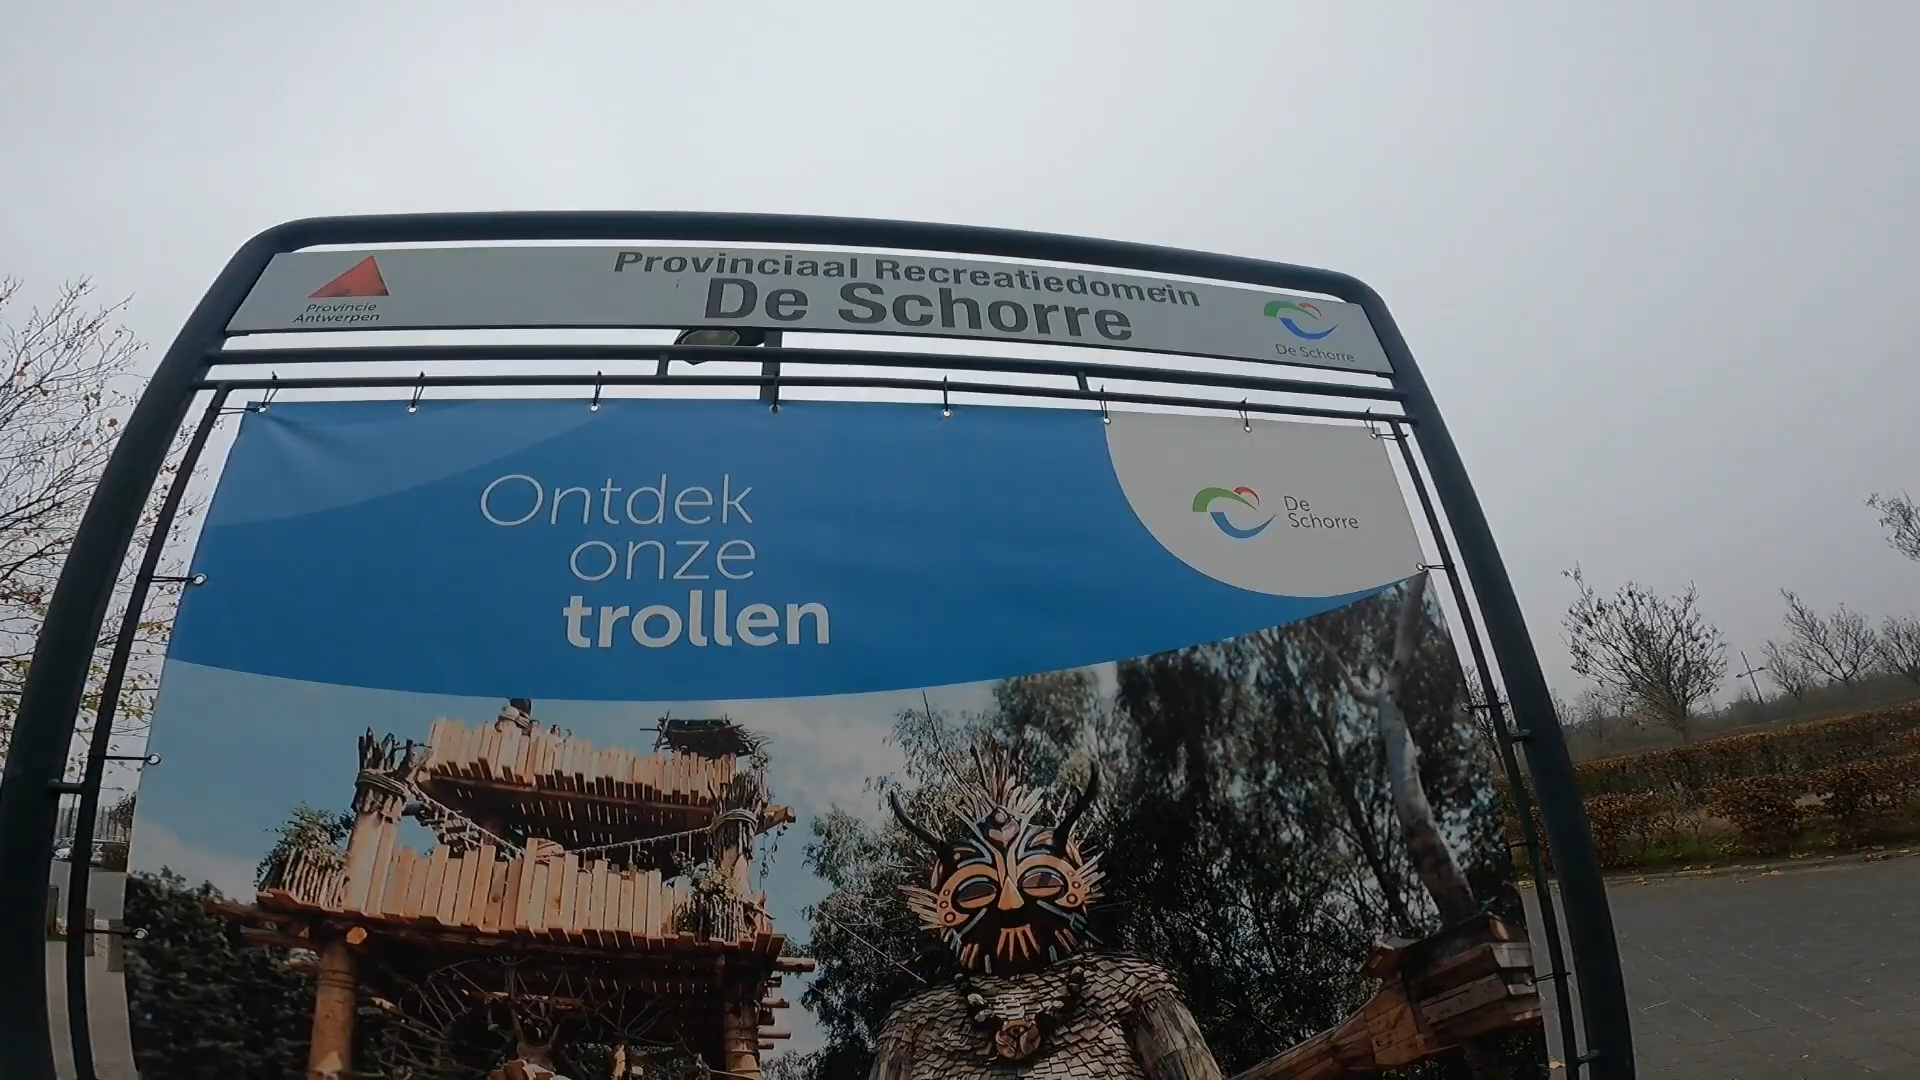 Provinciaal Recreatiedomein
De Schorre
Provincie
Antwerpen
De Schorre
Ontdek
onze
trollen
De
Schorre